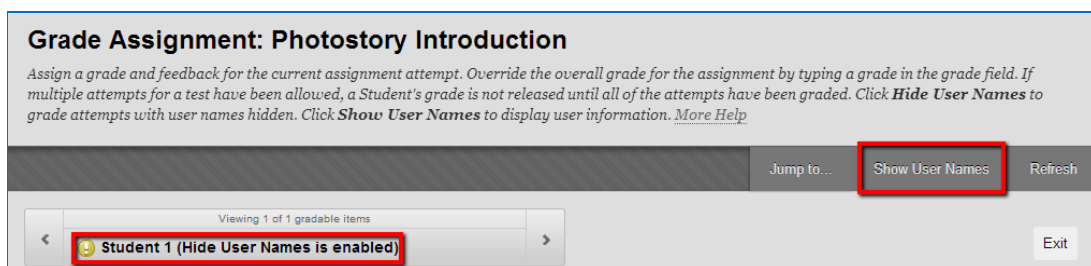 Grade Assignment: Photostory Introduction
Assign a grade and feedback for the current assignment attempt. Override the overall grade for the assignment by typing a grade in the grade field. If
multiple attempts for a test have been allowed, a Student's grade is not released until all of the attempts have been graded. Click Hide User Names to
grade attempts with user names hidden. Click Show User Names to display user information. More Help
Jump to... Show User Names Refresh
Viewing 1 of 1 gradable items
Student 1 (Hide User Names is enabled)
Exit